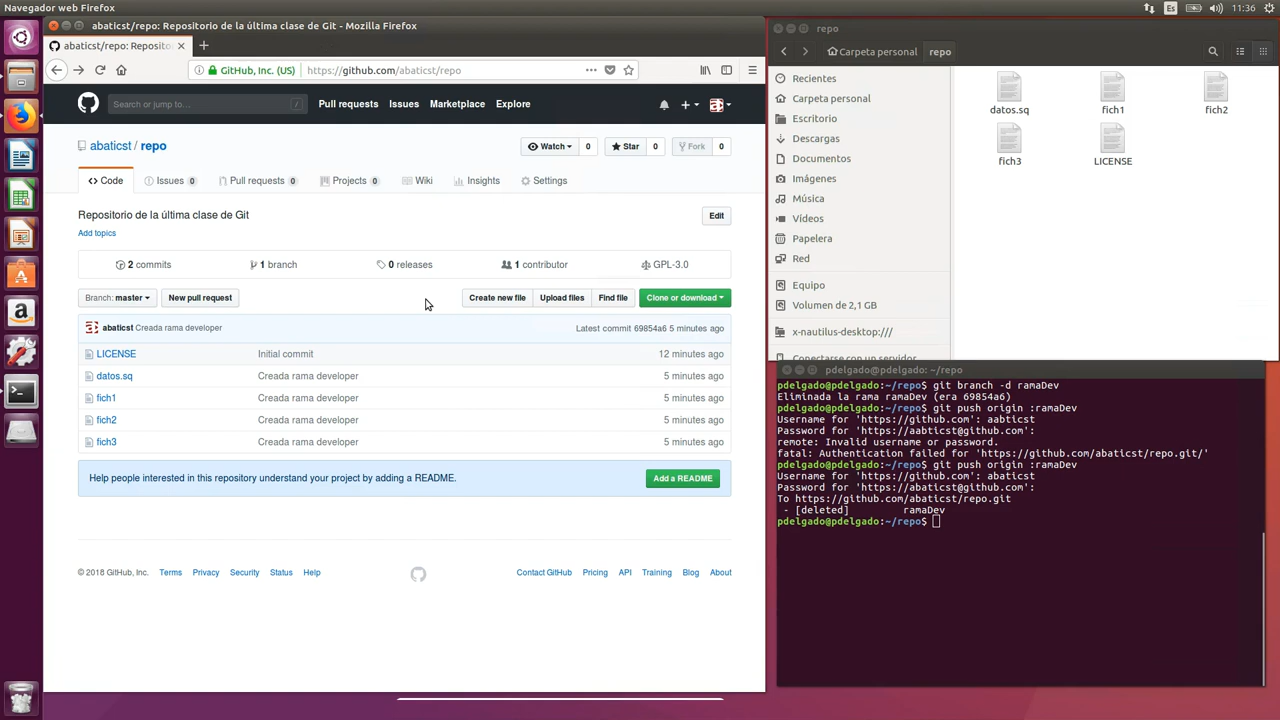 Navegador web Firefox
Es
11:36
abaticst/repo: Repositorio de la última clase de Git - Mozilla Firefox
abaticst/repo: Reposito
GitHub, Inc. (US)
https://github.com/abaticst/repo
Search or jump to...
/
Pull requests
Issues
Marketplace
Explore
abaticst / repo
Watch
0
Star
0
Fork
0
Code
Issues 0
Pull requests 0
Projects 0
Wiki
Insights
Settings
Repositorio de la última clase de Git
Edit
Add topics
2 commits
1 branch
0 releases
1 contributor
GPL-3.0
Branch: master
New pull request
Create new file
Upload files
Find file
Clone or download
abaticst Creada rama developer
Latest commit 69854a6 5 minutes ago
LICENSE
Initial commit
12 minutes ago
datos.sq
Creada rama developer
5 minutes ago
fich1
Creada rama developer
5 minutes ago
fich2
Creada rama developer
5 minutes ago
fich3
Creada rama developer
5 minutes ago
Help people interested in this repository understand your project by adding a README.
Add a README
© 2018 GitHub, Inc.
Terms
Privacy
Security
Status
Help
Contact GitHub
Pricing
API
Training
Blog
About
repo
Carpeta personal
repo
Recientes
Carpeta personal
Escritorio
Descargas
Documentos
Imágenes
Música
Vídeos
Papelera
Red
Equipo
Volumen de 2,1 GB
x-nautilus-desktop:///
Conectarse con un servidor
datos.sq
fich1
fich2
fich3
LICENSE
pdelgado@pdelgado: ~/repo
pdelgado@pdelgado:~/repo$ git branch -d ramaDev
Eliminada la rama ramaDev (era 69854a6)
pdelgado@pdelgado:~/repo$ git push origin :ramaDev
Username for 'https://github.com': aabticst
Password for 'https://aabticst@github.com':
remote: Invalid username or password.
fatal: Authentication failed for 'https://github.com/abaticst/repo.git/'
pdelgado@pdelgado:~/repo$ git push origin :ramaDev
Username for 'https://github.com': abaticst
Password for 'https://abaticst@github.com':
To https://github.com/abaticst/repo.git
- [deleted] ramaDev
pdelgado@pdelgado:~/repo$